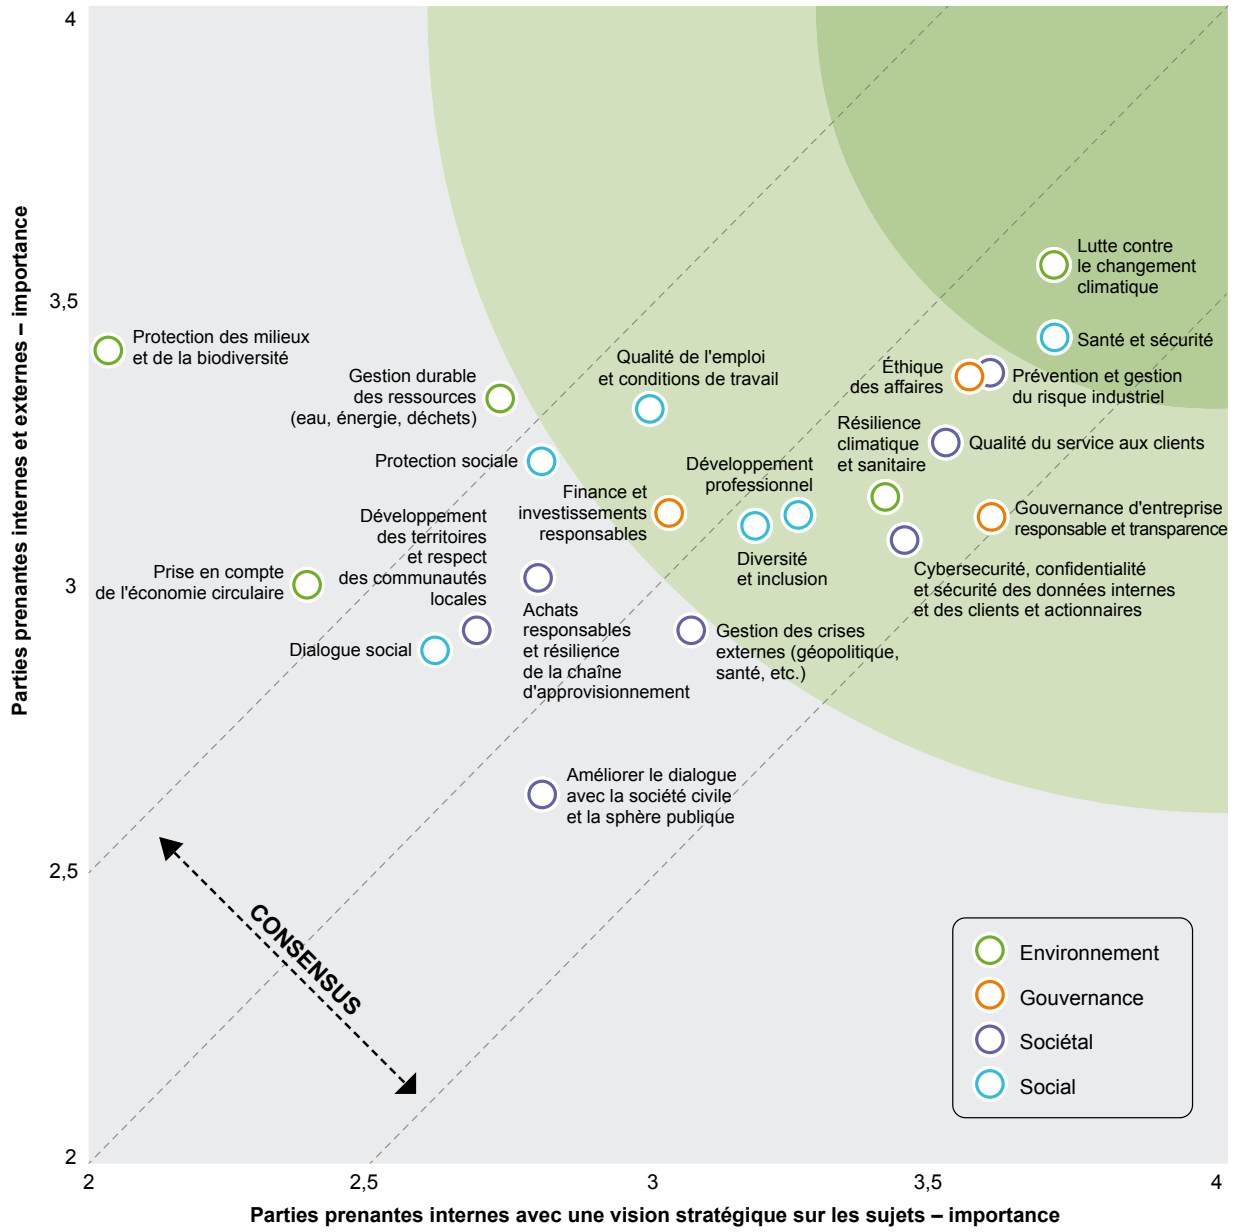 4
3,5
3
2,5
2
Parties prenantes internes et externes – importance
Lutte contre
le changement
climatique
Santé et sécurité
Protection des milieux
et de la biodiversité
Qualité de l'emploi
et conditions de travail
Éthique
des affaires
Prévention et gestion
du risque industriel
Gestion durable
des ressources
(eau, énergie, déchets)
Résilience
climatique
et sanitaire
Qualité du service aux clients
Protection sociale
Développement
professionnel
Finance et
investissements
responsables
Gouvernance d'entreprise
responsable et transparence
Développement
des territoires
et respect
des communautés
locales
Diversité
et inclusion
Cybersecurité, confidentialité
et sécurité des données internes
et des clients et actionnaires
Prise en compte
de l'économie circulaire
Achats
responsables
et résilience
de la chaîne
d'approvisionnement
Dialogue social
Gestion des crises
externes (géopolitique,
santé, etc.)
Améliorer le dialogue
avec la société civile
et la sphère publique
CONSENSUS
Environnement
Gouvernance
Sociétal
Social
2
2,5
3
3,5
4
Parties prenantes internes avec une vision stratégique sur les sujets – importance